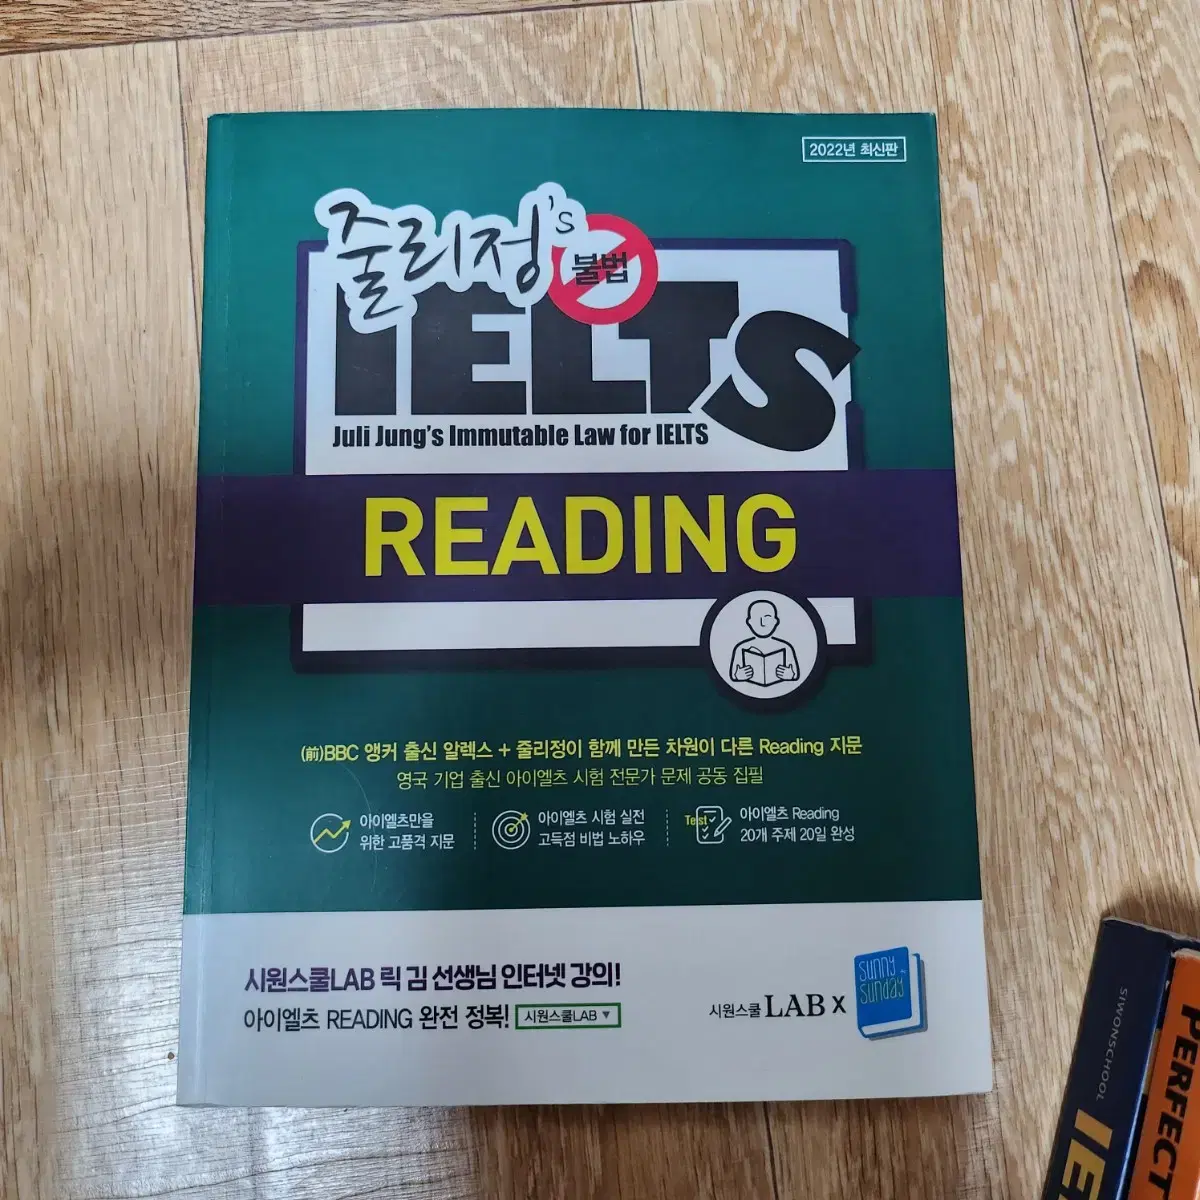 2022년 최신판
줄리정's
불법
IELTS
Juli Jung's Immutable Law for IELTS
READING
(前)BBC 앵커 출신 알렉스 + 줄리정이 함께 만든 차원이 다른 Reading 지문
영국 기업 출신 아이엘츠 시험 전문가 문제 공동 집필
아이엘츠만을
위한 고품격 지문
아이엘츠 시험 실전
고득점 비법 노하우
Test
아이엘츠 Reading
20개 주제 20일 완성
시원스쿨LAB 릭 김 선생님 인터넷 강의!
아이엘츠 READING 완전 정복! 시원스쿨LAB ▼
시원스쿨 LAB X
sunny
sunday
SIWONSCHOOL
IE
PERFECT